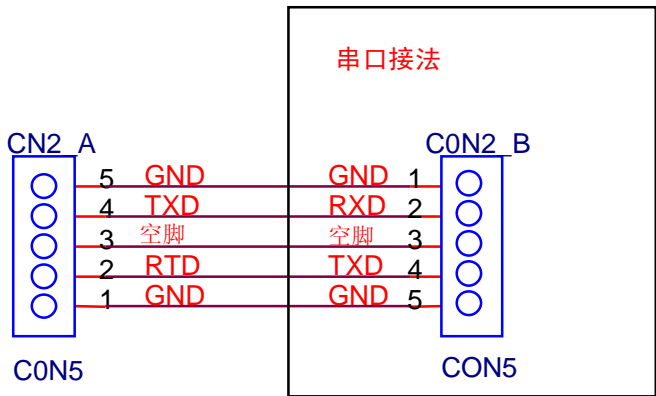 串口接法
CN2_A
C0N2_B
5 GND GND 1
4 TXD RXD 2
3 空脚 空脚 3
2 RTD TXD 4
1 GND GND 5
C0N5
CON5